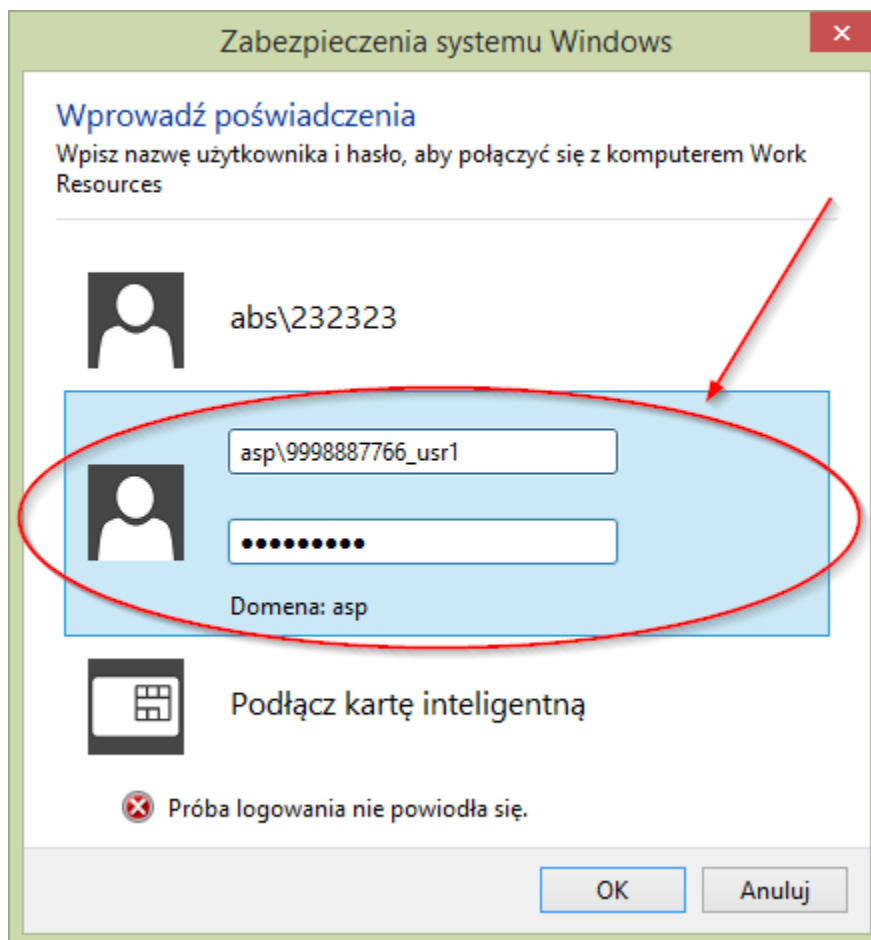 Zabezpieczenia systemu Windows
Wprowadź poświadczenia
Wpisz nazwę użytkownika i hasło, aby połączyć się z komputerem Work
Resources
abs\232323
asp\9998887766_usr1
●●●●●●●●●
Domena: asp
Podłącz kartę inteligentną
Próba logowania nie powiodła się.
OK
Anuluj